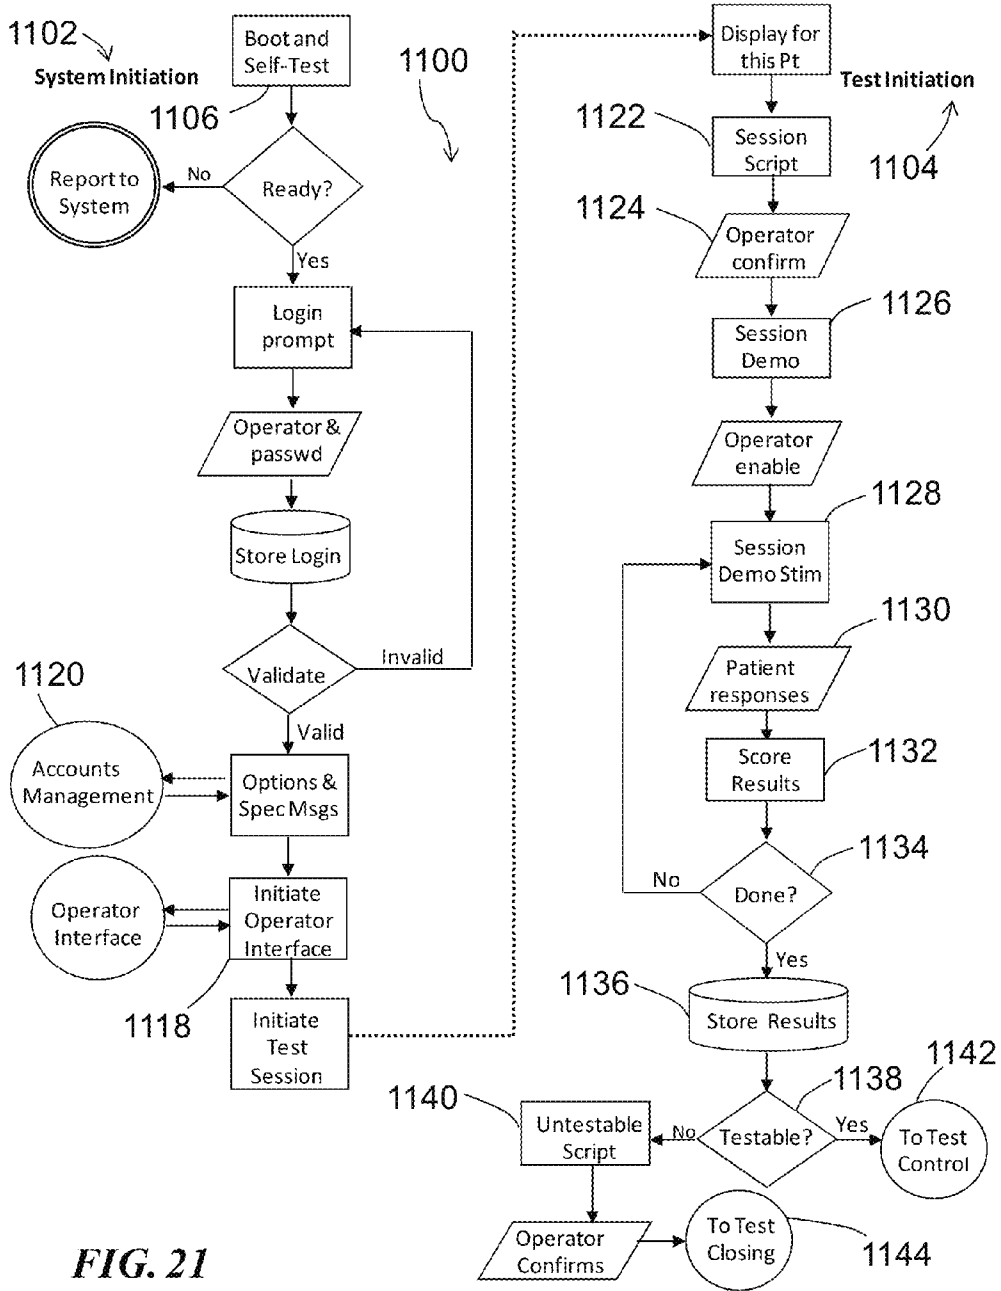 1102
System Initiation
Boot and
Self-Test
1106
1100
Ready?
No
Report to
System
Yes
Login
prompt
Operator &
passwd
Store Login
Validate
Invalid
Valid
1120
Accounts
Management
Options &
Spec Msgs
Operator
Interface
Initiate
Operator
Interface
1118
Initiate
Test
Session
Display for
this Pt
Test Initiation
1104
1122
Session
Script
1124
Operator
confirm
1126
Session
Demo
Operator
enable
1128
Session
Demo Stim
1130
Patient
responses
Score
Results
1132
1134
Done?
No
Yes
1136
Store Results
1138
Testable?
No
Yes
1142
To Test
Control
1140
Untestable
Script
Operator
Confirms
To Test
Closing
1144
FIG. 21